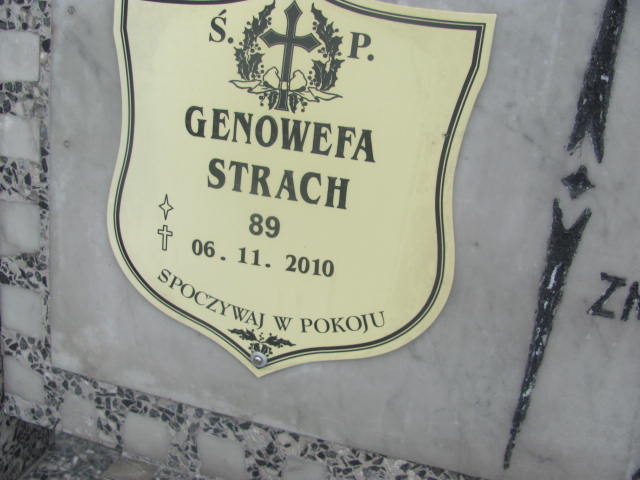 Ś. P.
GENOWEFA
STRACH
89
06. 11. 2010
SPOCZYWAJ W POKOJU